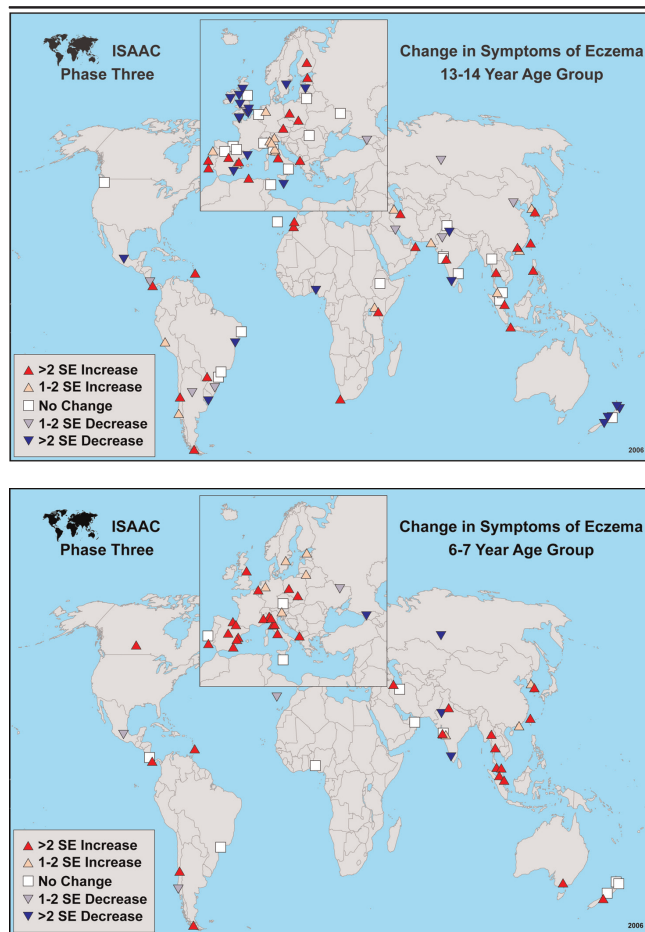 ISAAC
Phase Three
Change in Symptoms of Eczema
13-14 Year Age Group
>2 SE Increase
1-2 SE Increase
No Change
1-2 SE Decrease
>2 SE Decrease
2006
ISAAC
Phase Three
Change in Symptoms of Eczema
6-7 Year Age Group
>2 SE Increase
1-2 SE Increase
No Change
1-2 SE Decrease
>2 SE Decrease
2006